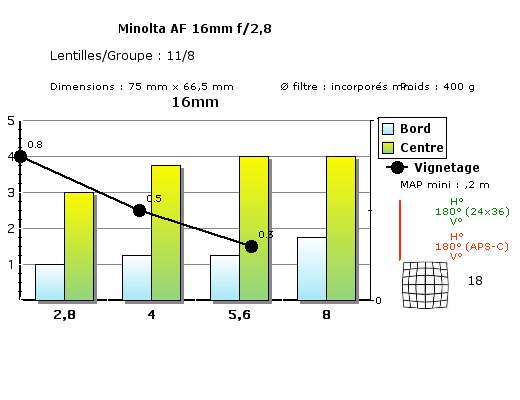 Minolta AF 16mm f/2,8
Lentilles/Groupe : 11/8
Dimensions : 75 mm x 66,5 mm Ø filtre : incorporés Poids : 400 g
16mm
5
4
3
2
1
0.8
0.5
0.3
0
2,8 4 5,6 8
Bord
Centre
Vignetage
MAP mini : ,2 m
H°
180° (24x36)
V°
H°
180° (APS-C)
V°
18